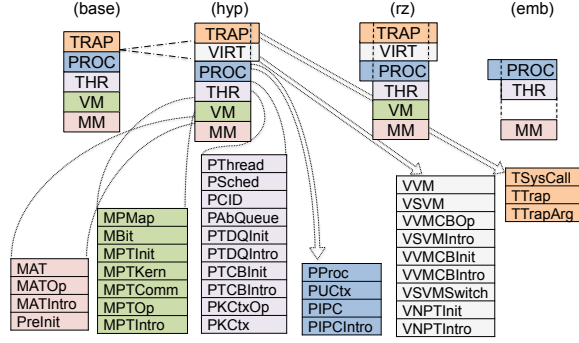 (base)
TRAP
PROC
THR
VM
MM
(hyp)
TRAP
VIRT
PROC
THR
VM
MM
(rz)
TRAP
VIRT
PROC
THR
VM
MM
(emb)
PROC
THR
MM
MAT
MATOp
MATIntro
PreInit
MPMap
MBit
MPTInit
MPTKern
MPTComm
MPTOp
MPTIntro
PThread
PSched
PCID
PAbQueue
PTDQInit
PTDQIntro
PTCBInit
PTCBIntro
PKCtxOp
PKCtx
PProc
PUCtx
PIPC
PIPCIntro
VVM
VSVM
VVMCBOp
VSVMIntro
VVMCBInit
VVMCBIntro
VSVMSwitch
VNPTInit
VNPTIntro
TSysCall
TTrap
TTrapArg